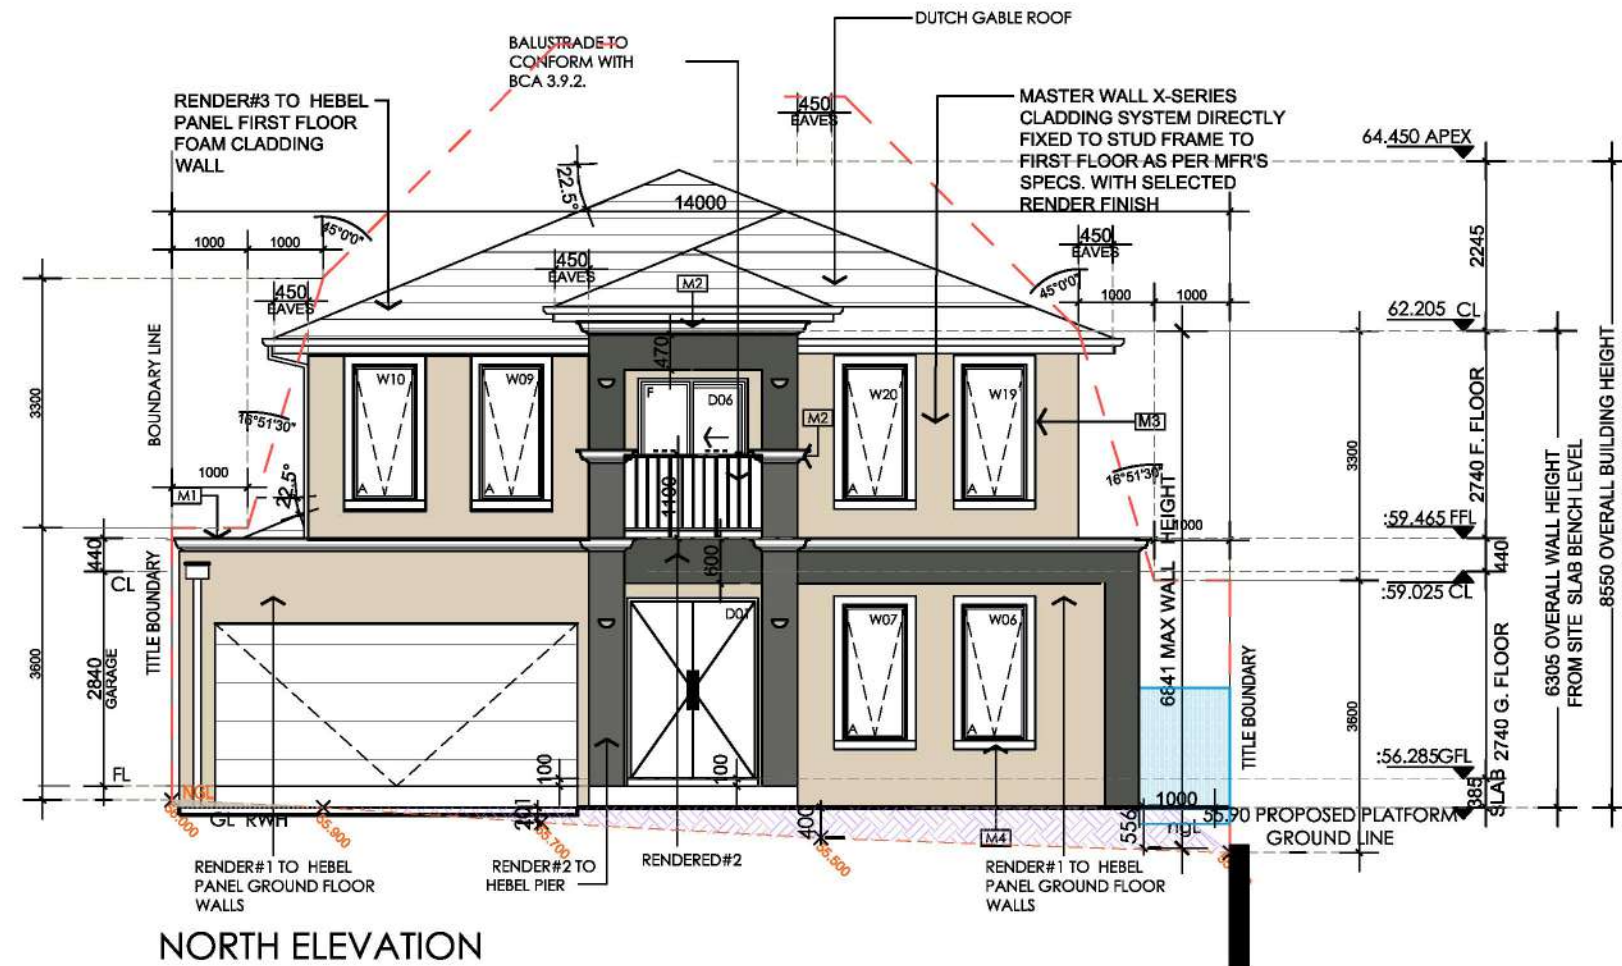 DUTCH GABLE ROOF
BALUSTRADE TO
CONFORM WITH
BCA 3.9.2.
RENDER#3 TO HEBEL
PANEL FIRST FLOOR
FOAM CLADDING
WALL
450
EAVES
MASTER WALL X-SERIES
CLADDING SYSTEM DIRECTLY
FIXED TO STUD FRAME TO
FIRST FLOOR AS PER MFR'S
SPECS. WITH SELECTED
RENDER FINISH
64.450 APEX
22.5°
14000
45°0'0"
1000
1000
450
EAVES
450
EAVES
450
EAVES
45°0'0"
1000
1000
2245
M2
62.205 CL
BOUNDARY LINE
470
3300
W10
W09
F
D06
W20
W19
M2
M3
16°51'30"
16°51'30"
1000
22.5°
M1
A
A
A
A
1100
3300
2740 F. FLOOR
8550 OVERALL BUILDING HEIGHT
6305 OVERALL WALL HEIGHT
FROM SITE SLAB BENCH LEVEL
6841 MAX WALL HEIGHT
1000
:59.465 FFL
440
440
600
CL
:59.025 CL
TITLE BOUNDARY
3600
2840
GARAGE
D01
W07
W06
A
A
TITLE BOUNDARY
3600
2740 G. FLOOR
:56.285GFL
FL
100
100
385
SLAB
NGL
1000
GL RWH
55.900
201
55.700
400
55.500
556
ngl
M4
55.90 PROPOSED PLATFORM
GROUND LINE
RENDER#1 TO HEBEL
PANEL GROUND FLOOR
WALLS
RENDER#2 TO
HEBEL PIER
RENDERED#2
RENDER#1 TO HEBEL
PANEL GROUND FLOOR
WALLS
NORTH ELEVATION